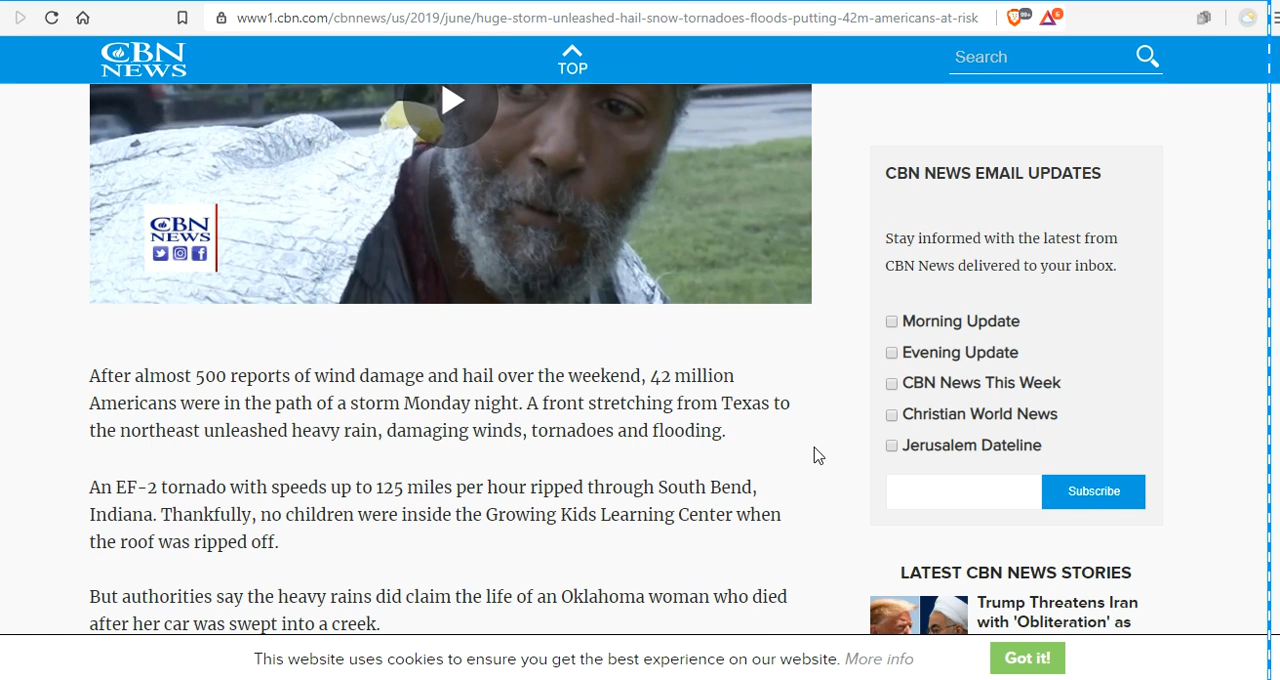 www1.cbn.com/cbnnews/us/2019/june/huge-storm-unleashed-hail-snow-tornadoes-floods-putting-42m-americans-at-risk
99+
6
CBN
NEWS
TOP
Search
CBN
NEWS
After almost 500 reports of wind damage and hail over the weekend, 42 million
Americans were in the path of a storm Monday night. A front stretching from Texas to
the northeast unleashed heavy rain, damaging winds, tornadoes and flooding.
An EF-2 tornado with speeds up to 125 miles per hour ripped through South Bend,
Indiana. Thankfully, no children were inside the Growing Kids Learning Center when
the roof was ripped off.
But authorities say the heavy rains did claim the life of an Oklahoma woman who died
after her car was swept into a creek.
CBN NEWS EMAIL UPDATES
Stay informed with the latest from
CBN News delivered to your inbox.
Morning Update
Evening Update
CBN News This Week
Christian World News
Jerusalem Dateline
Subscribe
LATEST CBN NEWS STORIES
Trump Threatens Iran
with 'Obliteration' as
This website uses cookies to ensure you get the best experience on our website. More info
Got it!